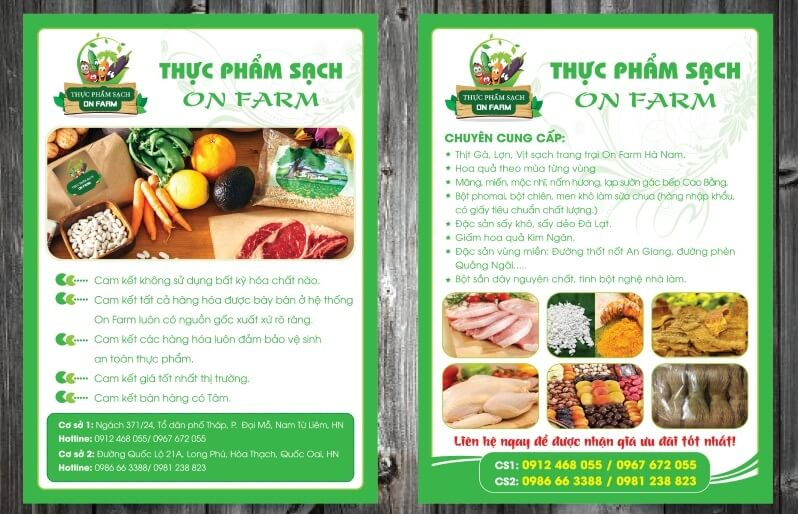 THỰC PHẨM SẠCH
ON FARM
THỰC PHẨM SẠCH
ON FARM
THỰC PHẨM SẠCH
ON FARM
Cam kết không sử dụng bất kỳ hóa chất nào.
Cam kết tất cả hàng hóa được bày bán ở hệ thống
On Farm luôn có nguồn gốc xuất xứ rõ ràng.
Cam kết các hàng hóa luôn đảm bảo vệ sinh
an toàn thực phẩm.
Cam kết giá tốt nhất thị trường.
Cam kết bán hàng có Tâm.
Cơ sở 1: Ngách 371/24, Tổ dân phố Tháp, P. Đại Mỗ, Nam Từ Liêm, HN
Hotline: 0912 468 055/ 0967 672 055
Cơ sở 2: Đường Quốc Lộ 21A, Long Phú, Hòa Thạch, Quốc Oai, HN
Hotline: 0986 66 3388/ 0981 238 823
THỰC PHẨM SẠCH
ON FARM
THỰC PHẨM SẠCH
ON FARM
CHUYÊN CUNG CẤP:
Thịt Gà, Lợn, Vịt sạch trang trại On Farm Hà Nam.
Hoa quả theo mùa từng vùng
Măng, miến, mộc nhĩ, nấm hương, lạp sườn gác bếp Cao Bằng.
Bột phomai, bột chiên, men khô làm sữa chua (hàng nhập khẩu,
có giấy tiêu chuẩn chất lượng.)
Đặc sản sấy khô, sấy dẻo Đà Lạt.
Giấm hoa quả Kim Ngân.
Đặc sản vùng miền: Đường thốt nốt An Giang, đường phèn
Quảng Ngãi.....
Bột sắn dây nguyên chất, tinh bột nghệ nhà làm.
Liên hệ ngay để được nhận giá ưu đãi tốt nhất!
CS1: 0912 468 055 / 0967 672 055
CS2: 0986 66 3388 / 0981 238 823